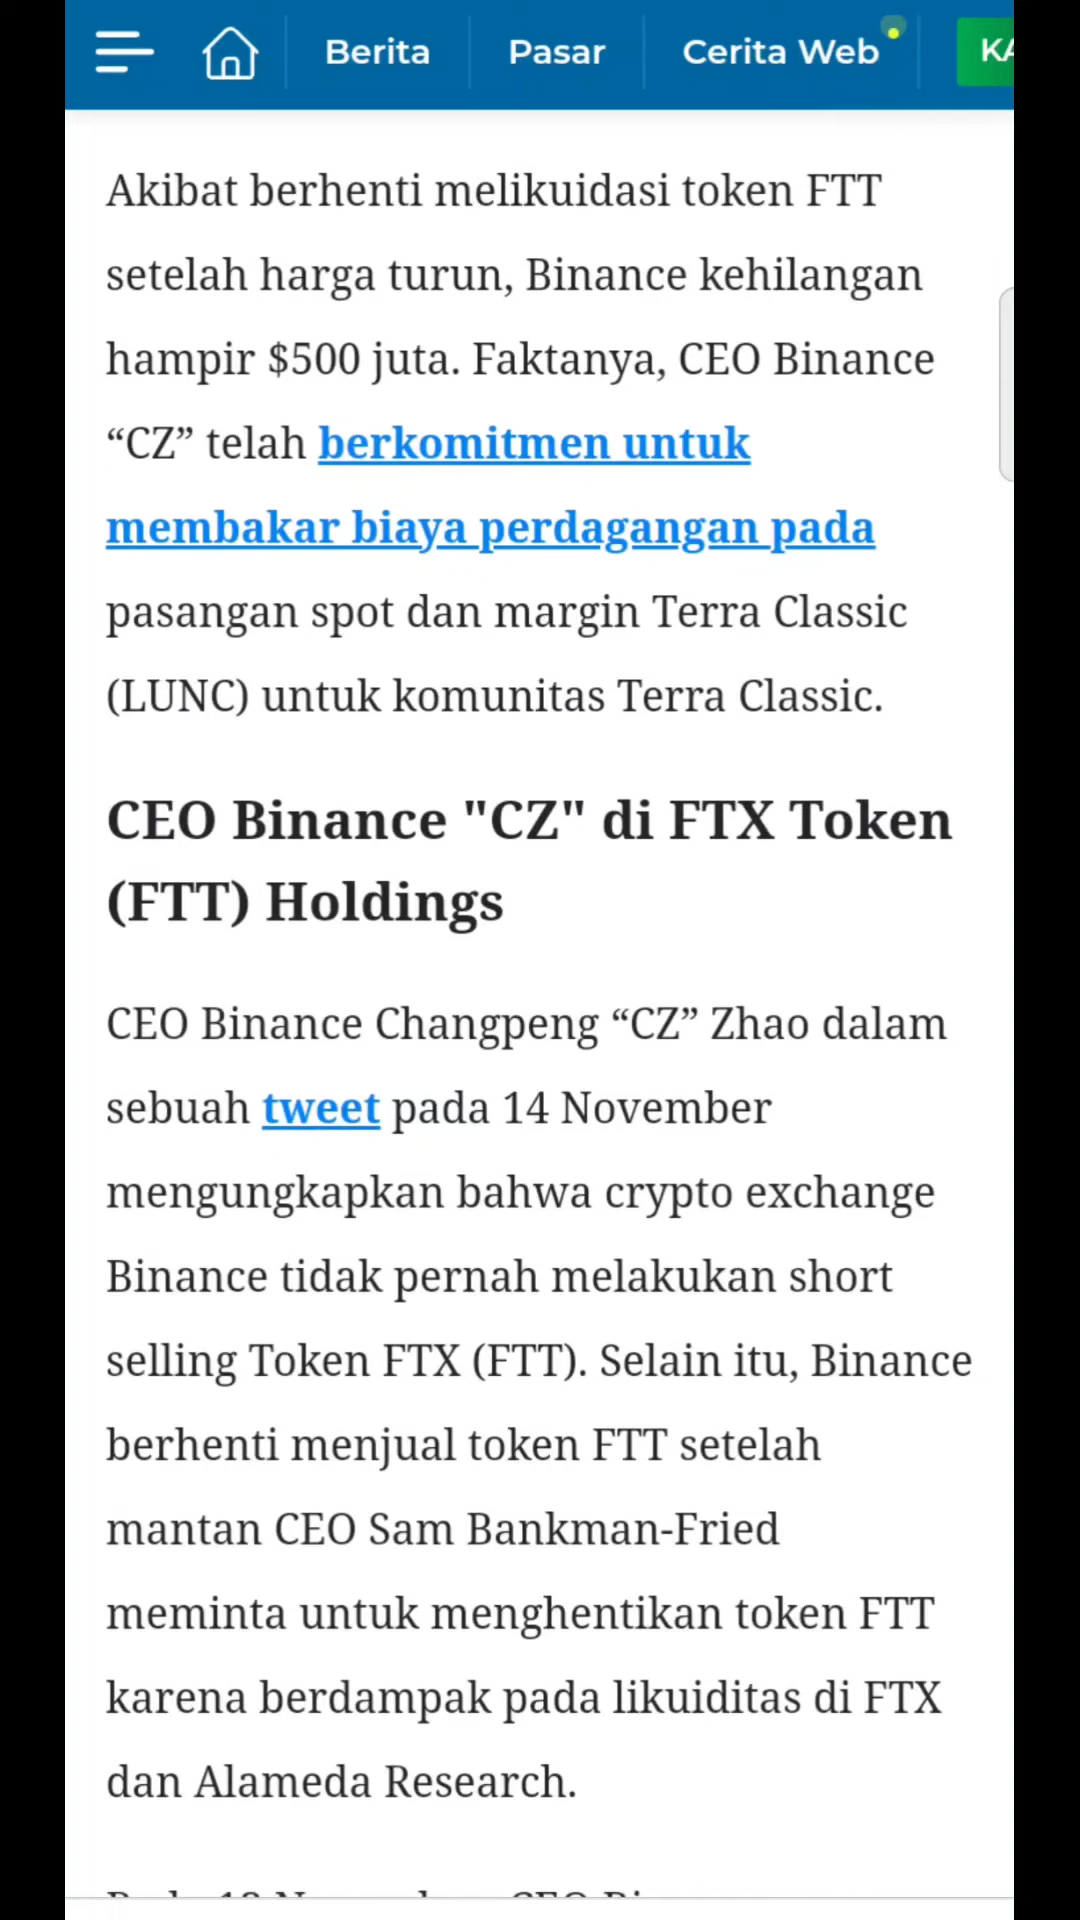 Berita Pasar Cerita Web KA
Akibat berhenti melikuidasi token FTT
setelah harga turun, Binance kehilangan
hampir $500 juta. Faktanya, CEO Binance
“CZ” telah berkomitmen untuk
membakar biaya perdagangan pada
pasangan spot dan margin Terra Classic
(LUNC) untuk komunitas Terra Classic.
CEO Binance "CZ" di FTX Token
(FTT) Holdings
CEO Binance Changpeng “CZ” Zhao dalam
sebuah tweet pada 14 November
mengungkapkan bahwa crypto exchange
Binance tidak pernah melakukan short
selling Token FTX (FTT). Selain itu, Binance
berhenti menjual token FTT setelah
mantan CEO Sam Bankman-Fried
meminta untuk menghentikan token FTT
karena berdampak pada likuiditas di FTX
dan Alameda Research.